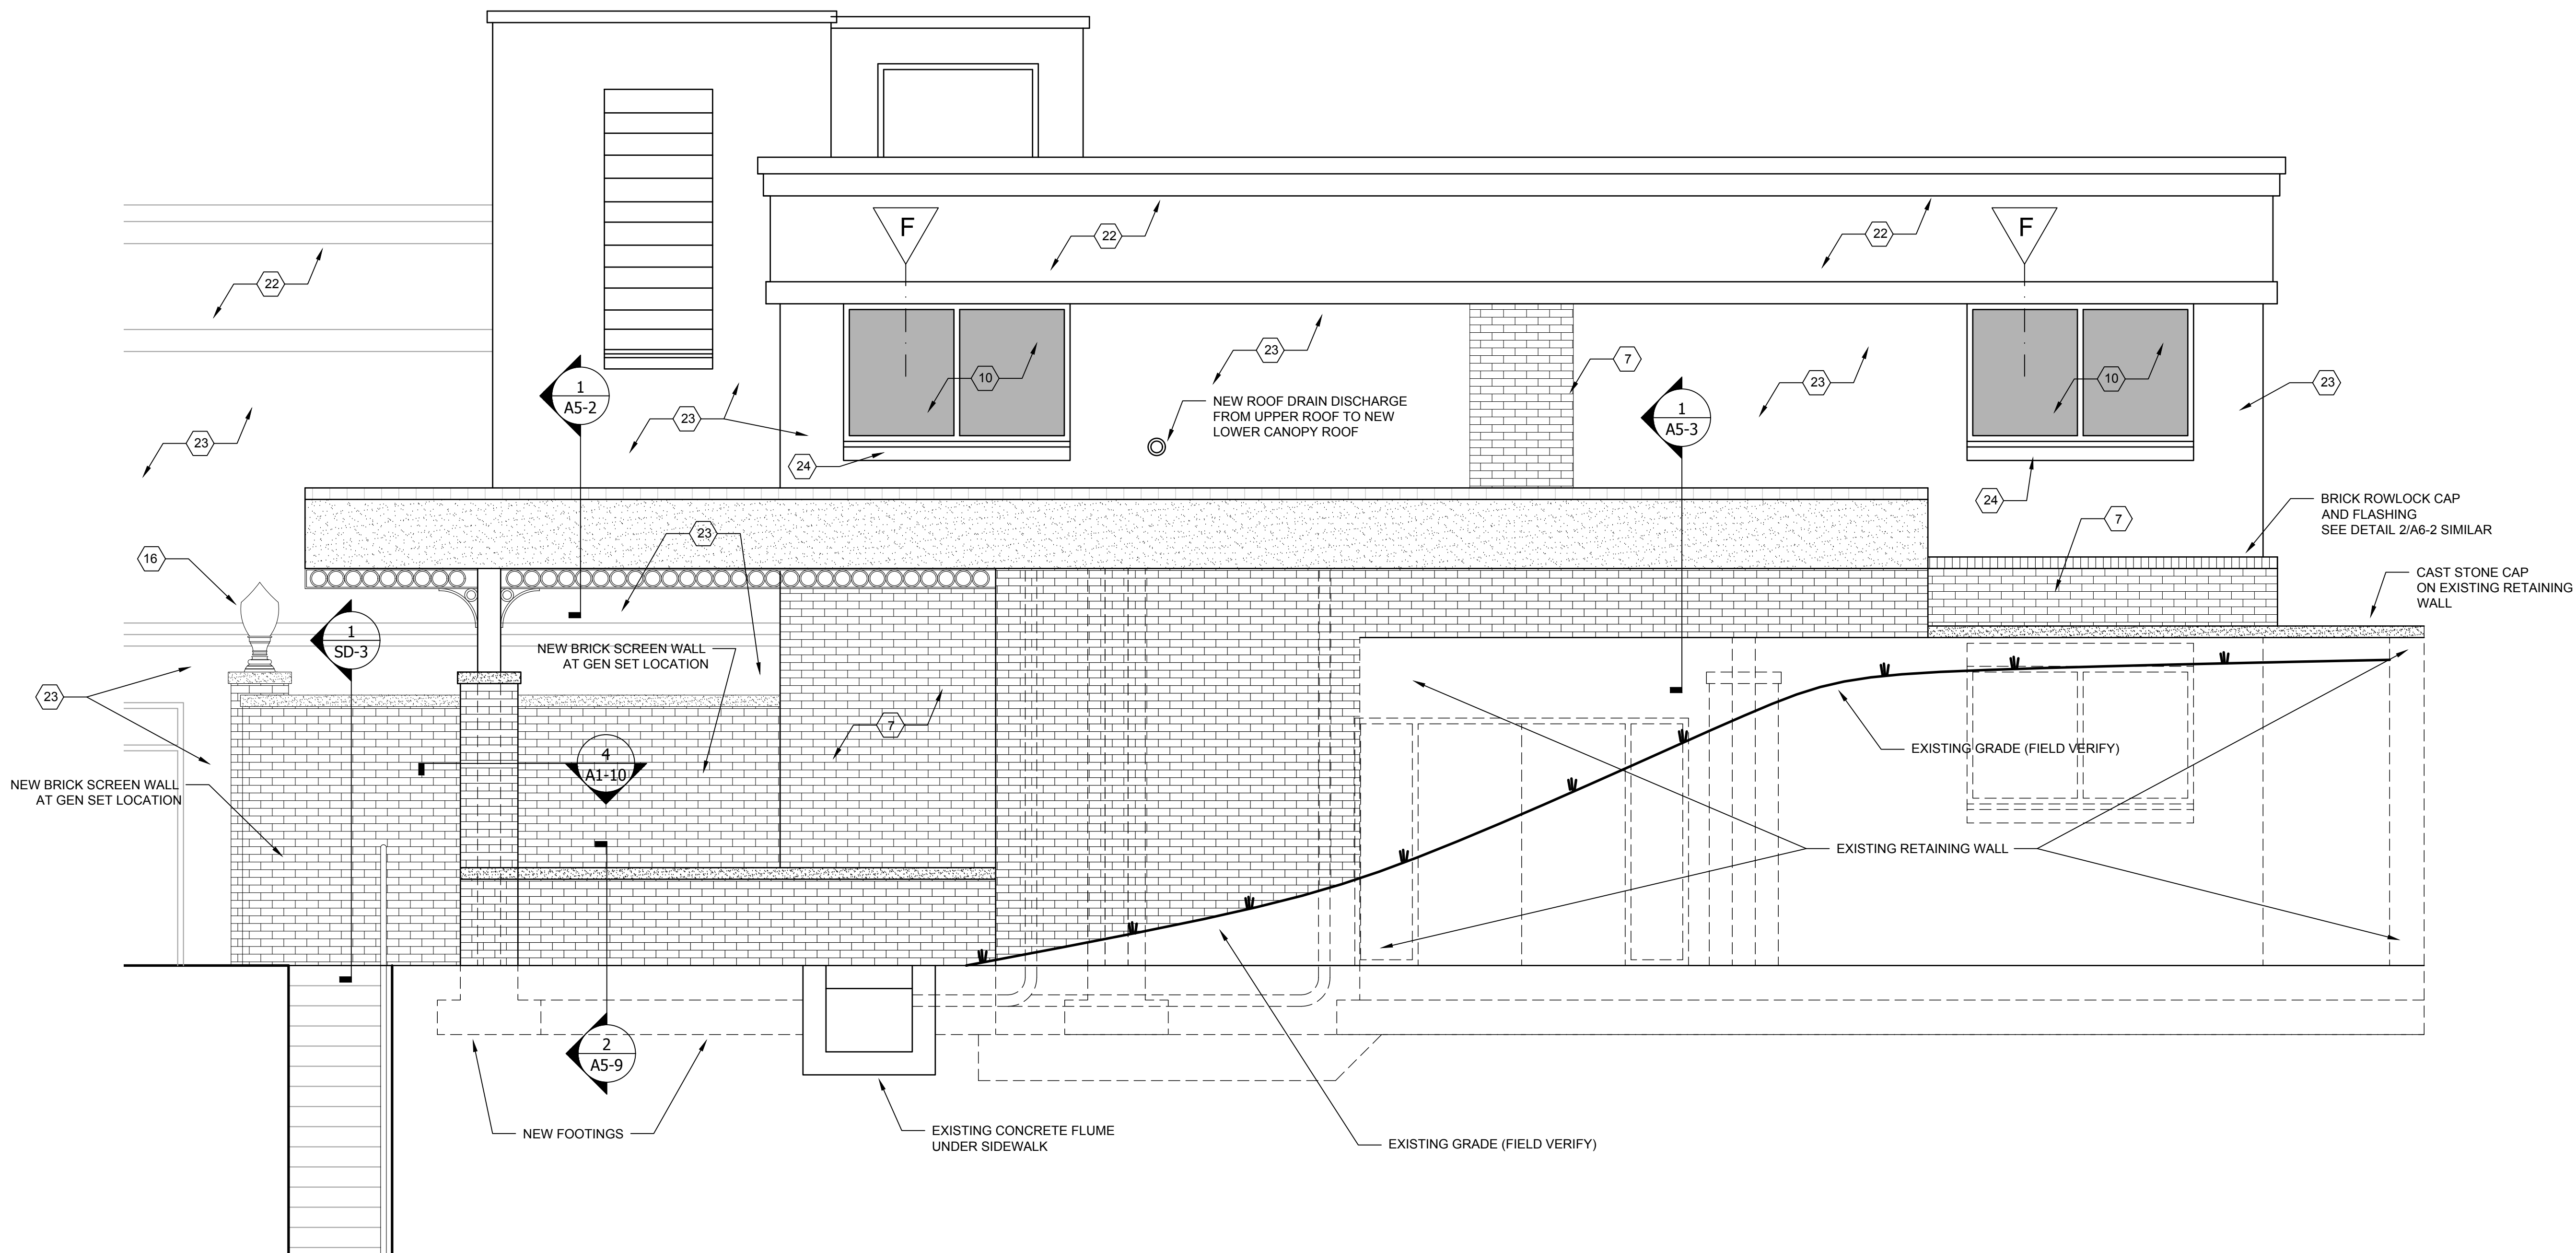 F
F
22
22
22
10
10
23
7
23
23
1
A5-2
NEW ROOF DRAIN DISCHARGE
FROM UPPER ROOF TO NEW
LOWER CANOPY ROOF
1
A5-3
23
23
24
24
BRICK ROWLOCK CAP
AND FLASHING
SEE DETAIL 2/A6-2 SIMILAR
7
23
16
CAST STONE CAP
ON EXISTING RETAINING
WALL
1
SD-3
NEW BRICK SCREEN WALL
AT GEN SET LOCATION
23
7
EXISTING GRADE (FIELD VERIFY)
4
A1-10
NEW BRICK SCREEN WALL
AT GEN SET LOCATION
EXISTING RETAINING WALL
2
A5-9
NEW FOOTINGS
EXISTING CONCRETE FLUME
UNDER SIDEWALK
EXISTING GRADE (FIELD VERIFY)